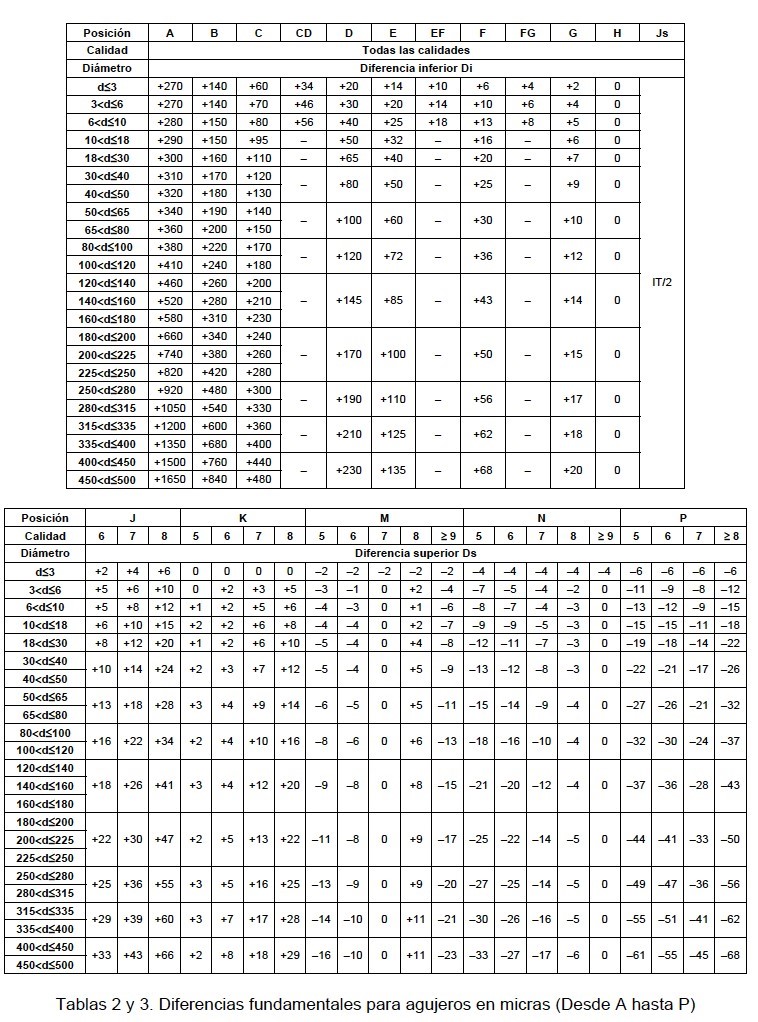 Posición A B C CD D E EF F FG G H Js
Calidad Todas las calidades
Diámetro Diferencia inferior Di
d≤3 +270 +140 +60 +34 +20 +14 +10 +6 +4 +2 0
3<d≤6 +270 +140 +70 +46 +30 +20 +14 +10 +6 +4 0
6<d≤10 +280 +150 +80 +56 +40 +25 +18 +13 +8 +5 0
10<d≤18 +290 +150 +95 – +50 +32 – +16 – +6 0
18<d≤30 +300 +160 +110 – +65 +40 – +20 – +7 0
30<d≤40 +310 +170 +120 – +80 +50 – +25 – +9 0
40<d≤50 +320 +180 +130
50<d≤65 +340 +190 +140 – +100 +60 – +30 – +10 0
65<d≤80 +360 +200 +150
80<d≤100 +380 +220 +170 – +120 +72 – +36 – +12 0
100<d≤120 +410 +240 +180
120<d≤140 +460 +260 +200
140<d≤160 +520 +280 +210 – +145 +85 – +43 – +14 0 IT/2
160<d≤180 +580 +310 +230
180<d≤200 +660 +340 +240
200<d≤225 +740 +380 +260 – +170 +100 – +50 – +15 0
225<d≤250 +820 +420 +280
250<d≤280 +920 +480 +300 – +190 +110 – +56 – +17 0
280<d≤315 +1050 +540 +330
315<d≤335 +1200 +600 +360 – +210 +125 – +62 – +18 0
335<d≤400 +1350 +680 +400
400<d≤450 +1500 +760 +440 – +230 +135 – +68 – +20 0
450<d≤500 +1650 +840 +480
Posición J K M N P
Calidad 6 7 8 5 6 7 8 5 6 7 8 ≥ 9 5 6 7 8 ≥ 9 5 6 7 ≥ 8
Diámetro Diferencia superior Ds
d≤3 +2 +4 +6 0 0 0 0 –2 –2 –2 –2 –2 –4 –4 –4 –4 –4 –6 –6 –6 –6
3<d≤6 +5 +6 +10 0 +2 +3 +5 –3 –1 0 +2 –4 –7 –5 –4 –2 0 –11 –9 –8 –12
6<d≤10 +5 +8 +12 +1 +2 +5 +6 –4 –3 0 +1 –6 –8 –7 –4 –3 0 –13 –12 –9 –15
10<d≤18 +6 +10 +15 +2 +2 +6 +8 –4 –4 0 +2 –7 –9 –9 –5 –3 0 –15 –15 –11 –18
18<d≤30 +8 +12 +20 +1 +2 +6 +10 –5 –4 0 +4 –8 –12 –11 –7 –3 0 –19 –18 –14 –22
30<d≤40 +10 +14 +24 +2 +3 +7 +12 –5 –4 0 +5 –9 –13 –12 –8 –3 0 –22 –21 –17 –26
40<d≤50
50<d≤65 +13 +18 +28 +3 +4 +9 +14 –6 –5 0 +5 –11 –15 –14 –9 –4 0 –27 –26 –21 –32
65<d≤80
80<d≤100 +16 +22 +34 +2 +4 +10 +16 –8 –6 0 +6 –13 –18 –16 –10 –4 0 –32 –30 –24 –37
100<d≤120
120<d≤140
140<d≤160 +18 +26 +41 +3 +4 +12 +20 –9 –8 0 +8 –15 –21 –20 –12 –4 0 –37 –36 –28 –43
160<d≤180
180<d≤200
200<d≤225 +22 +30 +47 +2 +5 +13 +22 –11 –8 0 +9 –17 –25 –22 –14 –5 0 –44 –41 –33 –50
225<d≤250
250<d≤280 +25 +36 +55 +3 +5 +16 +25 –13 –9 0 +9 –20 –27 –25 –14 –5 0 –49 –47 –36 –56
280<d≤315
315<d≤335 +29 +39 +60 +3 +7 +17 +28 –14 –10 0 +11 –21 –30 –26 –16 –5 0 –55 –51 –41 –62
335<d≤400
400<d≤450 +33 +43 +66 +2 +8 +18 +29 –16 –10 0 +11 –23 –33 –27 –17 –6 0 –61 –55 –45 –68
450<d≤500
Tablas 2 y 3. Diferencias fundamentales para agujeros en micras (Desde A hasta P)